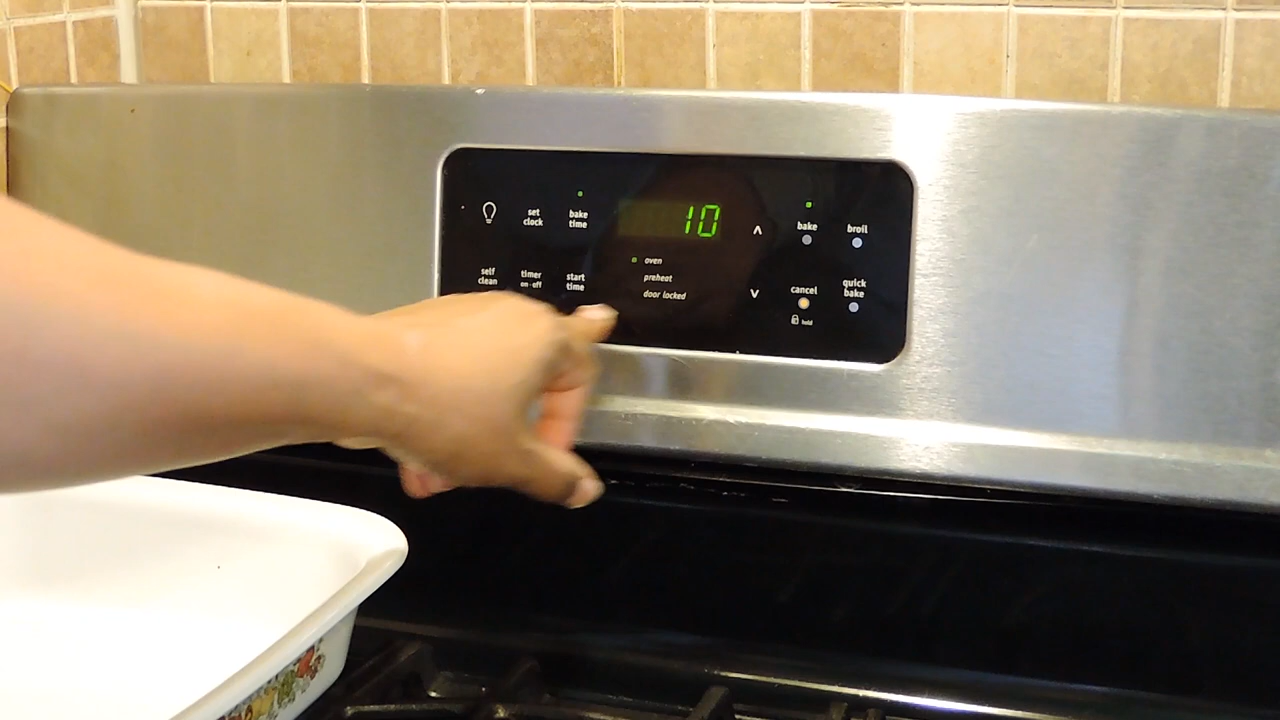 set
clock
bake
time
10
bake
broil
self
clean
timer
on·off
start
time
oven
preheat
door locked
cancel
hold
quick
bake